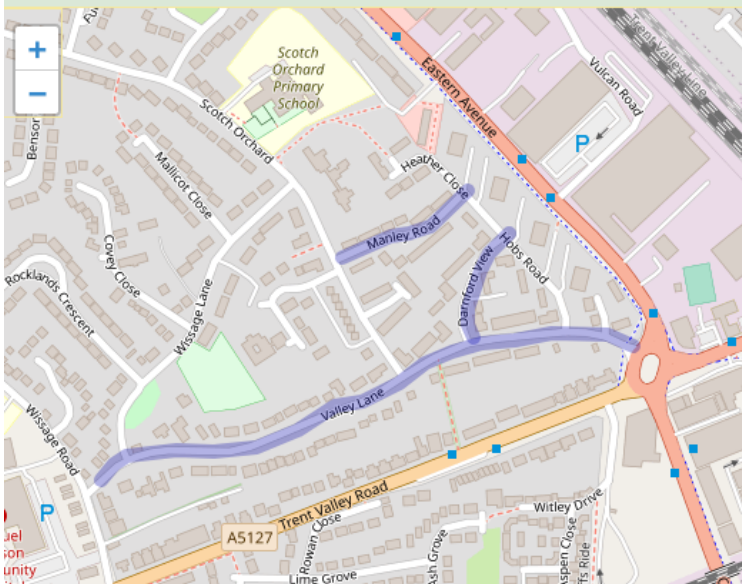 +
−
Scotch
Orchard
Primary
School
Eastern Avenue
Trent Valley Line
Vulcan Road
P
Scotch Orchard
Heather Close
Mallicot Close
Manley Road
Hobs Road
Darnford View
Covey Close
Rocklands Crescent
Wissage Lane
Valley Lane
Wissage Road
P
Trent Valley Road
A5127
Rowan Close
Lime Grove
Ash Grove
Witley Drive